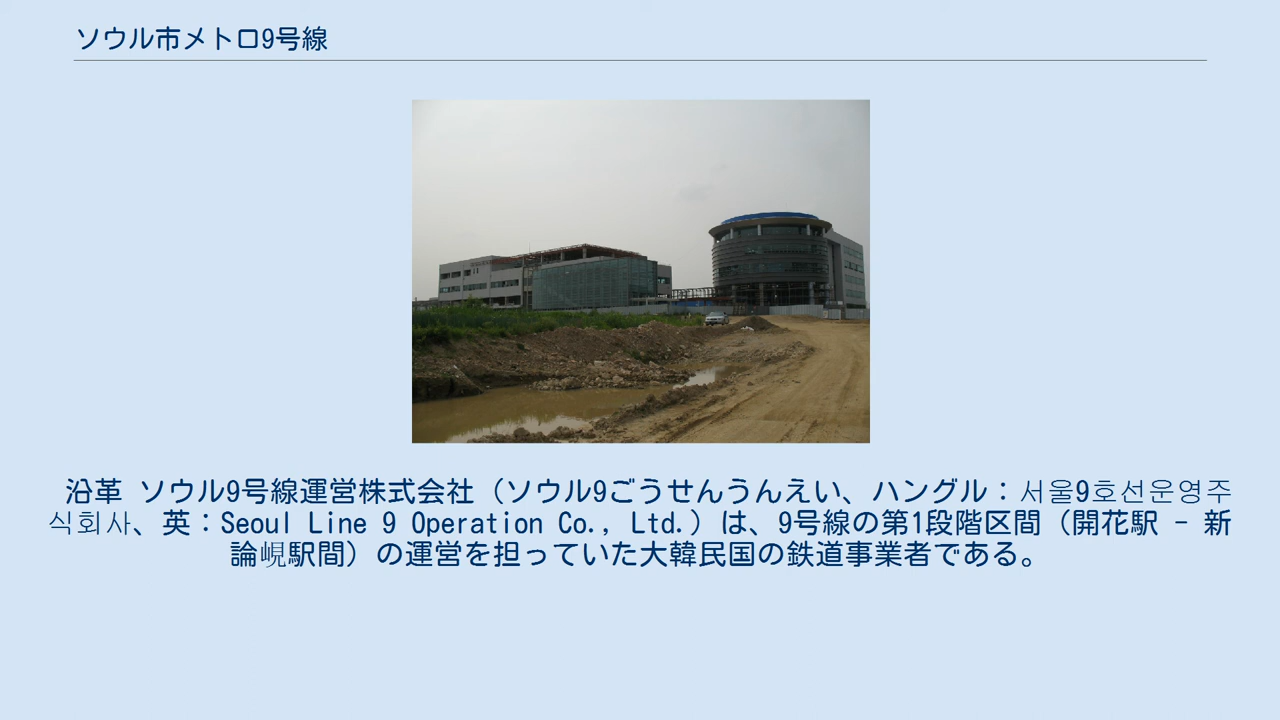 ソウル市メトロ9号線
沿革 ソウル9号線運営株式会社（ソウル9ごうせんうんえい、ハングル：서울9호선운영주
식회사、英：Seoul Line 9 Operation Co., Ltd.）は、9号線の第1段階区間（開花駅 - 新
論峴駅間）の運営を担っていた大韓民国の鉄道事業者である。